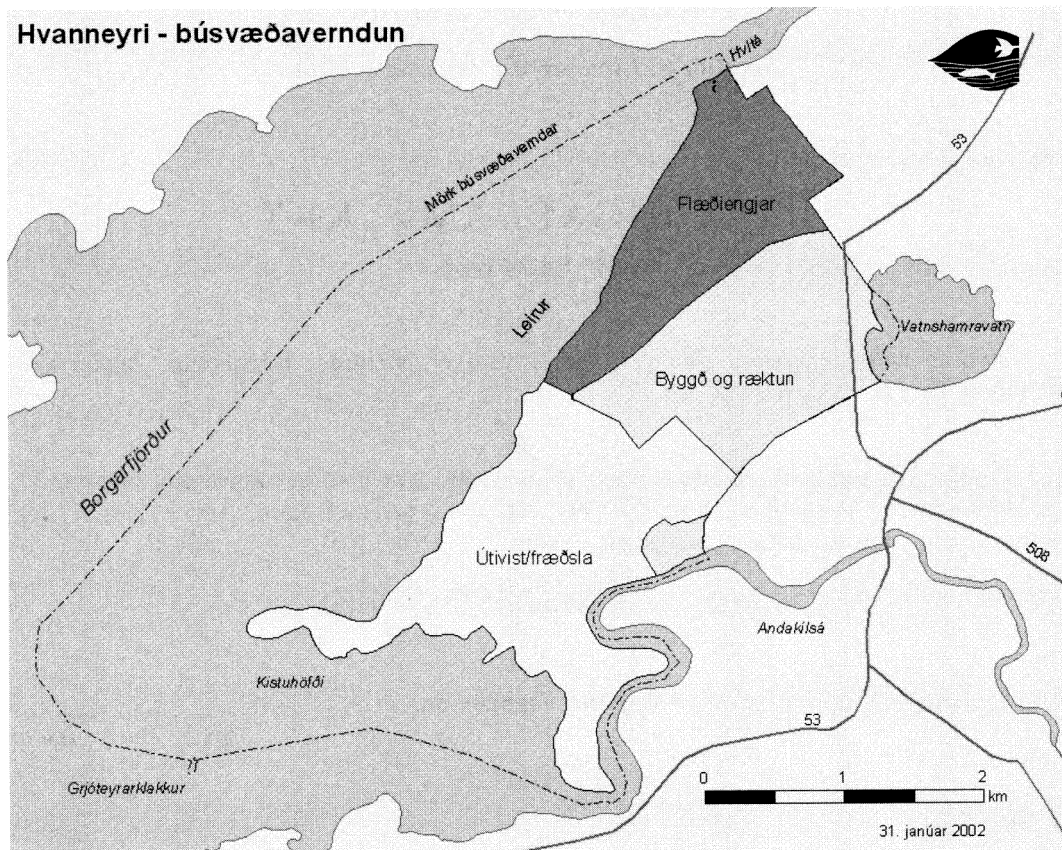 Hvanneyri - búsvæðaverndun
Hvítá
53
Mörk búsvæðaverndar
Flæðiengjar
Leirur
Vatnshamravatn
Byggð og ræktun
Borgarfjörður
Útivist/fræðsla
508
Andakílsá
Kistuhöfði
53
Grjóteyrarklakkur
0 1 2
km
31. janúar 2002